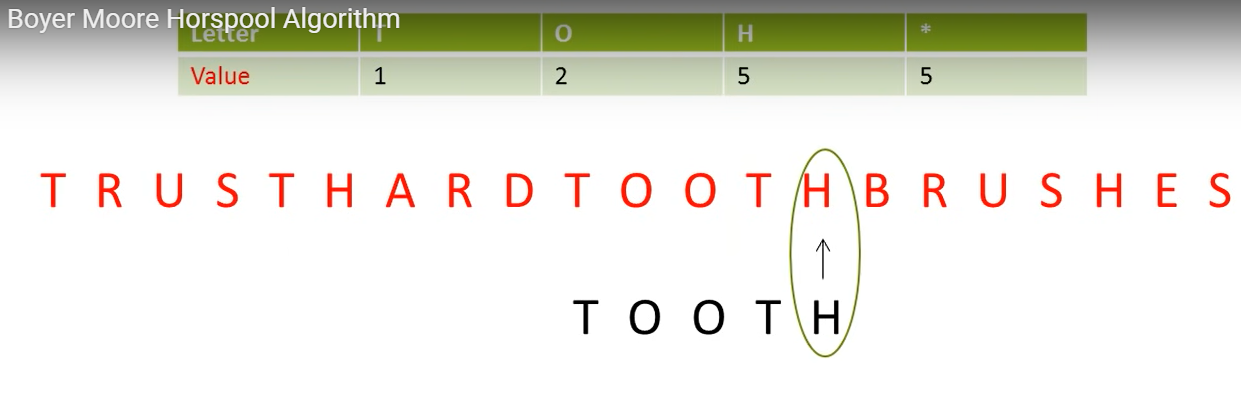 Boyer Moore Horspool Algorithm
Letter T O H *
Value 1 2 5 5
T R U S T H A R D T O O T H B R U S H E S
T O O T H